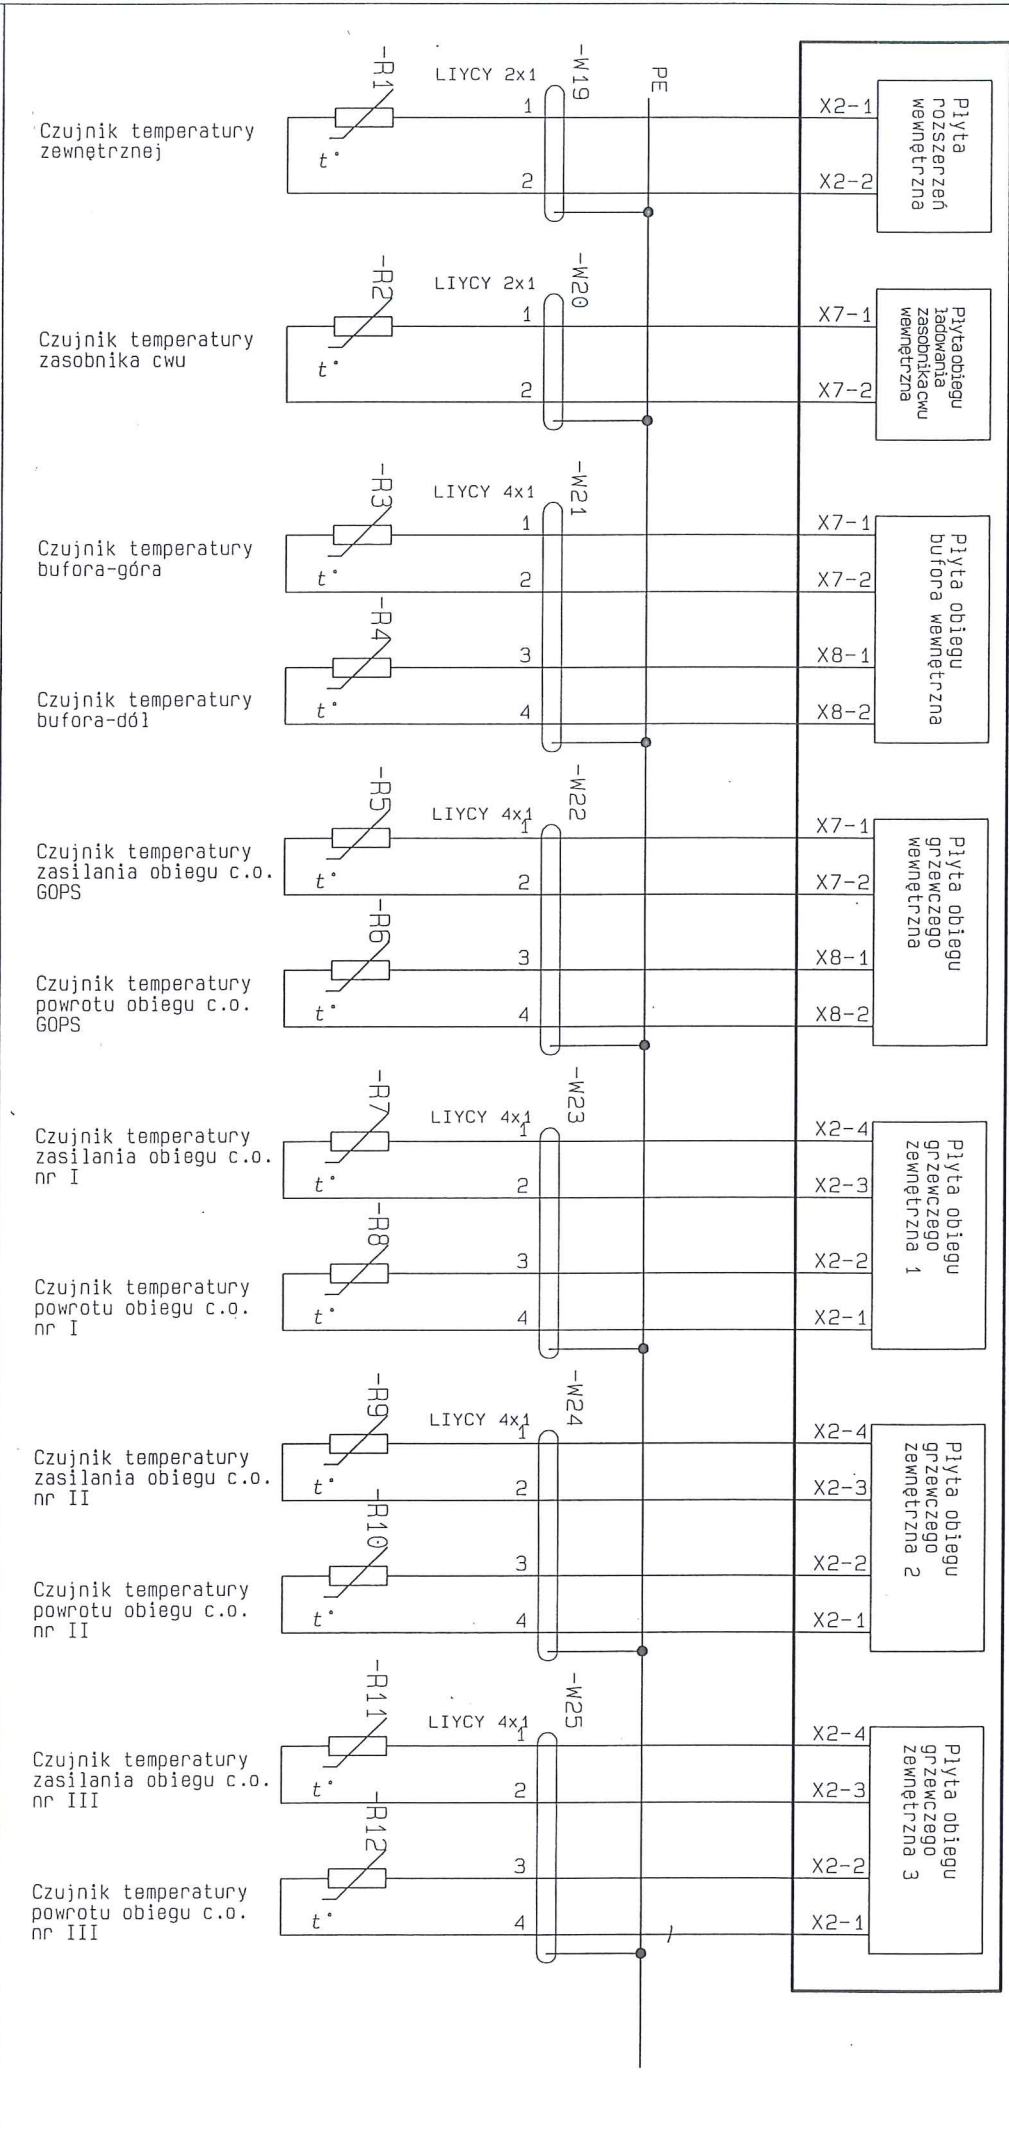 -R1
LIYCY 2x1
-W19
PE
Czujnik temperatury
zewnętrznej
t°
1
2
X2-1
X2-2
Płyta
rozszerzeń
wewnętrzna
-R2
LIYCY 2x1
-W20
Czujnik temperatury
zasobnika cwu
t°
1
2
X7-1
X7-2
Płyta obiegu
ładowania
zasobnika cwu
wewnętrzna
-R3
LIYCY 4x1
-W21
Czujnik temperatury
bufora-góra
t°
1
2
X7-1
X7-2
-R4
Czujnik temperatury
bufora-dół
t°
3
4
X8-1
X8-2
Płyta obiegu
bufora wewnętrzna
-R5
LIYCY 4x1
-W22
Czujnik temperatury
zasilania obiegu c.o.
GOPS
t°
1
2
X7-1
X7-2
-R6
Czujnik temperatury
powrotu obiegu c.o.
GOPS
t°
3
4
X8-1
X8-2
Płyta obiegu
grzewczego
wewnętrzna
-R7
LIYCY 4x1
-W23
Czujnik temperatury
zasilania obiegu c.o.
nr I
t°
1
2
X2-4
X2-3
-R8
Czujnik temperatury
powrotu obiegu c.o.
nr I
t°
3
4
X2-2
X2-1
Płyta obiegu
grzewczego
zewnętrzna 1
-R9
LIYCY 4x1
-W24
Czujnik temperatury
zasilania obiegu c.o.
nr II
t°
1
2
X2-4
X2-3
-R10
Czujnik temperatury
powrotu obiegu c.o.
nr II
t°
3
4
X2-2
X2-1
Płyta obiegu
grzewczego
zewnętrzna 2
-R11
LIYCY 4x1
-W25
Czujnik temperatury
zasilania obiegu c.o.
nr III
t°
1
2
X2-4
X2-3
-R12
Czujnik temperatury
powrotu obiegu c.o.
nr III
t°
3
4
X2-2
X2-1
Płyta obiegu
grzewczego
zewnętrzna 3